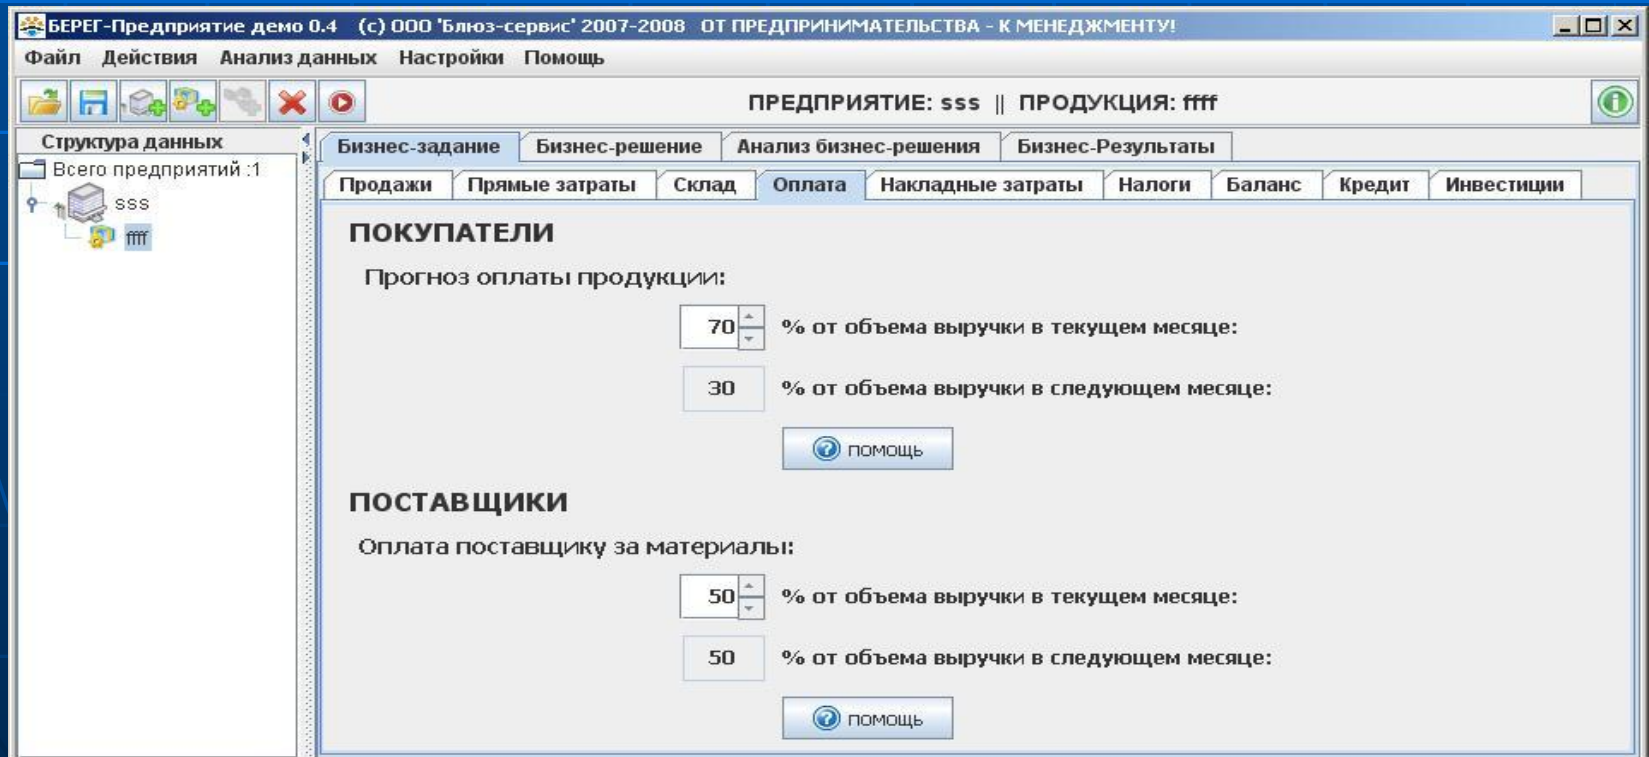 БЕРЕГ-Предприятие демо 0.4 (c) ООО 'Блюз-сервис' 2007-2008 ОТ ПРЕДПРИНИМАТЕЛЬСТВА - К МЕНЕДЖМЕНТУ!
Файл Действия Анализ данных Настройки Помощь
ПРЕДПРИЯТИЕ: sss || ПРОДУКЦИЯ: ffff
Структура данных
Всего предприятий :1
sss
ffff
Бизнес-задание Бизнес-решение Анализ бизнес-решения Бизнес-Результаты
Продажи Прямые затраты Склад Оплата Накладные затраты Налоги Баланс Кредит Инвестиции
ПОКУПАТЕЛИ
Прогноз оплаты продукции:
70 % от объема выручки в текущем месяце:
30 % от объема выручки в следующем месяце:
помощь
ПОСТАВЩИКИ
Оплата поставщику за материалы:
50 % от объема выручки в текущем месяце:
50 % от объема выручки в следующем месяце:
помощь